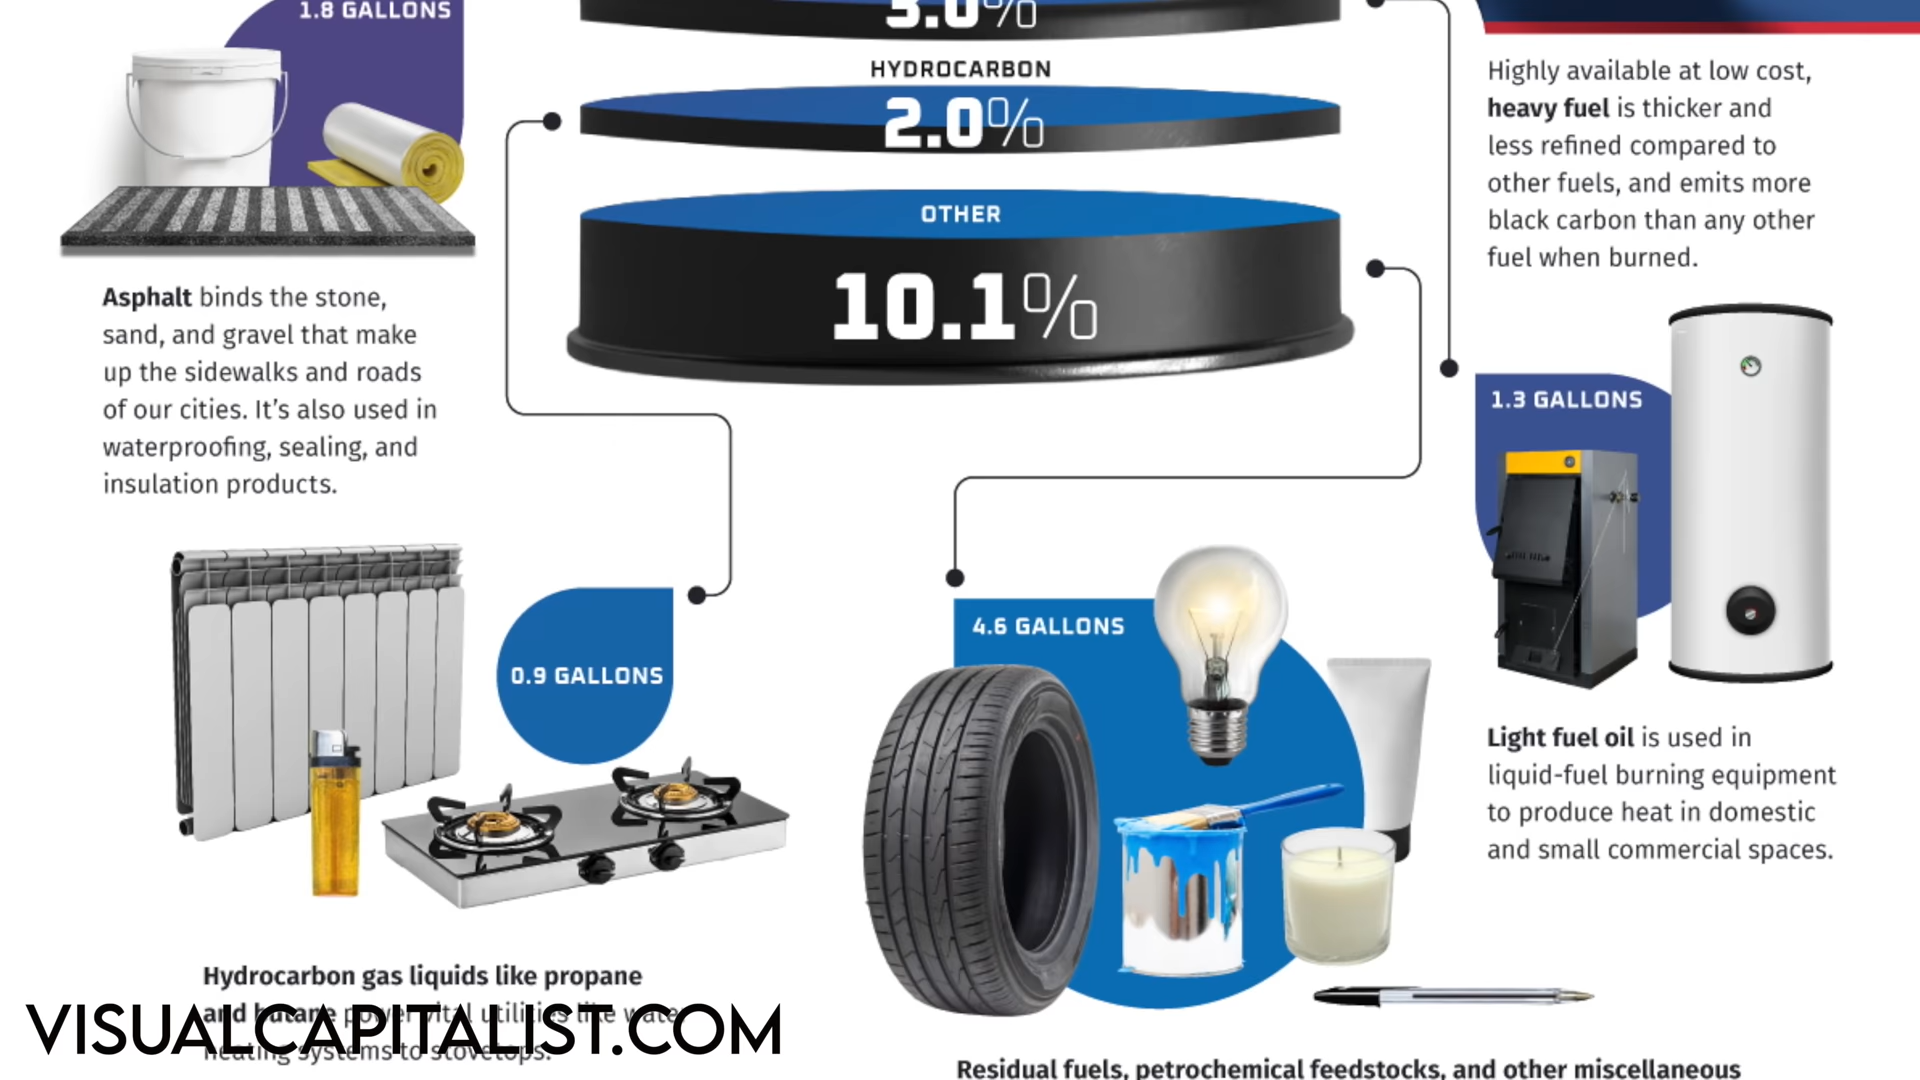 1.8 GALLONS
3.0%
HYDROCARBON
2.0%
OTHER
10.1%
Highly available at low cost,
heavy fuel is thicker and
less refined compared to
other fuels, and emits more
black carbon than any other
fuel when burned.
Asphalt binds the stone,
sand, and gravel that make
up the sidewalks and roads
of our cities. It’s also used in
waterproofing, sealing, and
insulation products.
1.3 GALLONS
0.9 GALLONS
4.6 GALLONS
Light fuel oil is used in
liquid-fuel burning equipment
to produce heat in domestic
and small commercial spaces.
Hydrocarbon gas liquids like propane
and butane power vital utilities like water
heating systems to stovetops.
VISUALCAPITALIST.COM
Residual fuels, petrochemical feedstocks, and other miscellaneous